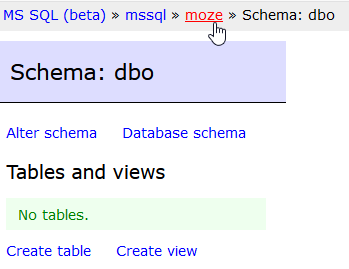 MS SQL (beta) » mssql » moze » Schema: dbo
Schema: dbo
Alter schema Database schema
Tables and views
No tables.
Create table Create view